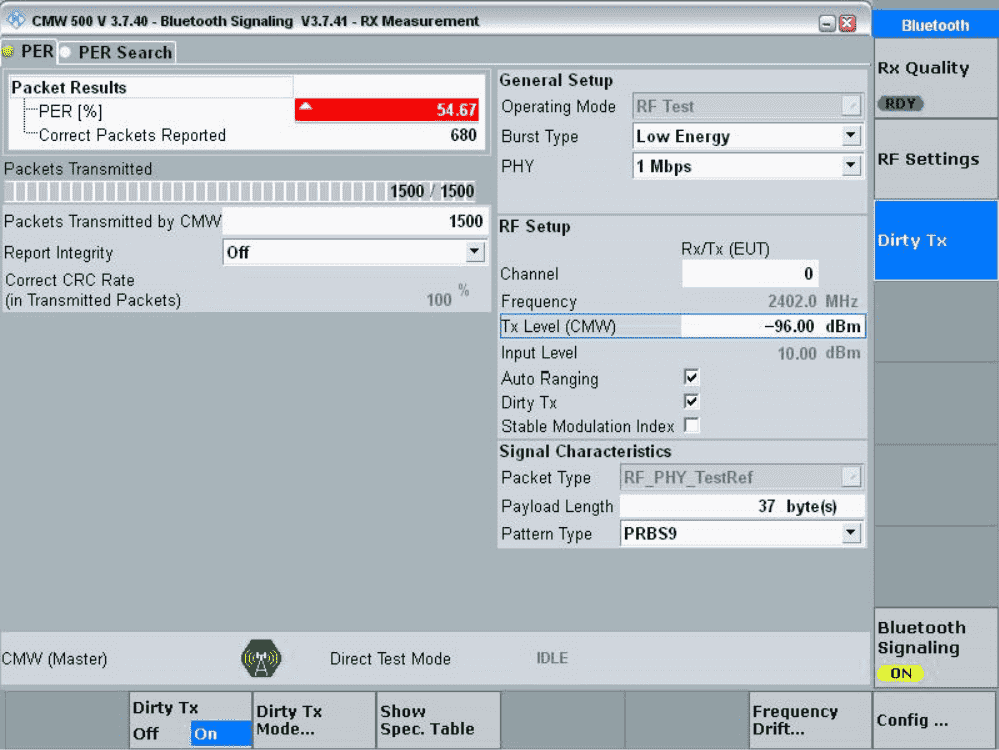 CMW 500 V 3.7.40 - Bluetooth Signaling V3.7.41 - RX Measurement
PER
PER Search
Packet Results
PER [%] 54.67
Correct Packets Reported 680
Packets Transmitted
1500 / 1500
Packets Transmitted by CMW 1500
Report Integrity Off
Correct CRC Rate
(in Transmitted Packets) 100 %
General Setup
Operating Mode RF Test
Burst Type Low Energy
PHY 1 Mbps
RF Setup
Rx/Tx (EUT)
Channel 0
Frequency 2402.0 MHz
Tx Level (CMW) -96.00 dBm
Input Level 10.00 dBm
Auto Ranging
Dirty Tx
Stable Modulation Index
Signal Characteristics
Packet Type RF_PHY_TestRef
Payload Length 37 byte(s)
Pattern Type PRBS9
Bluetooth
Rx Quality
RDY
RF Settings
Dirty Tx
Bluetooth
Signaling
ON
CMW (Master) Direct Test Mode IDLE
Dirty Tx
Off On
Dirty Tx
Mode...
Show
Spec. Table
Frequency
Drift...
Config ...